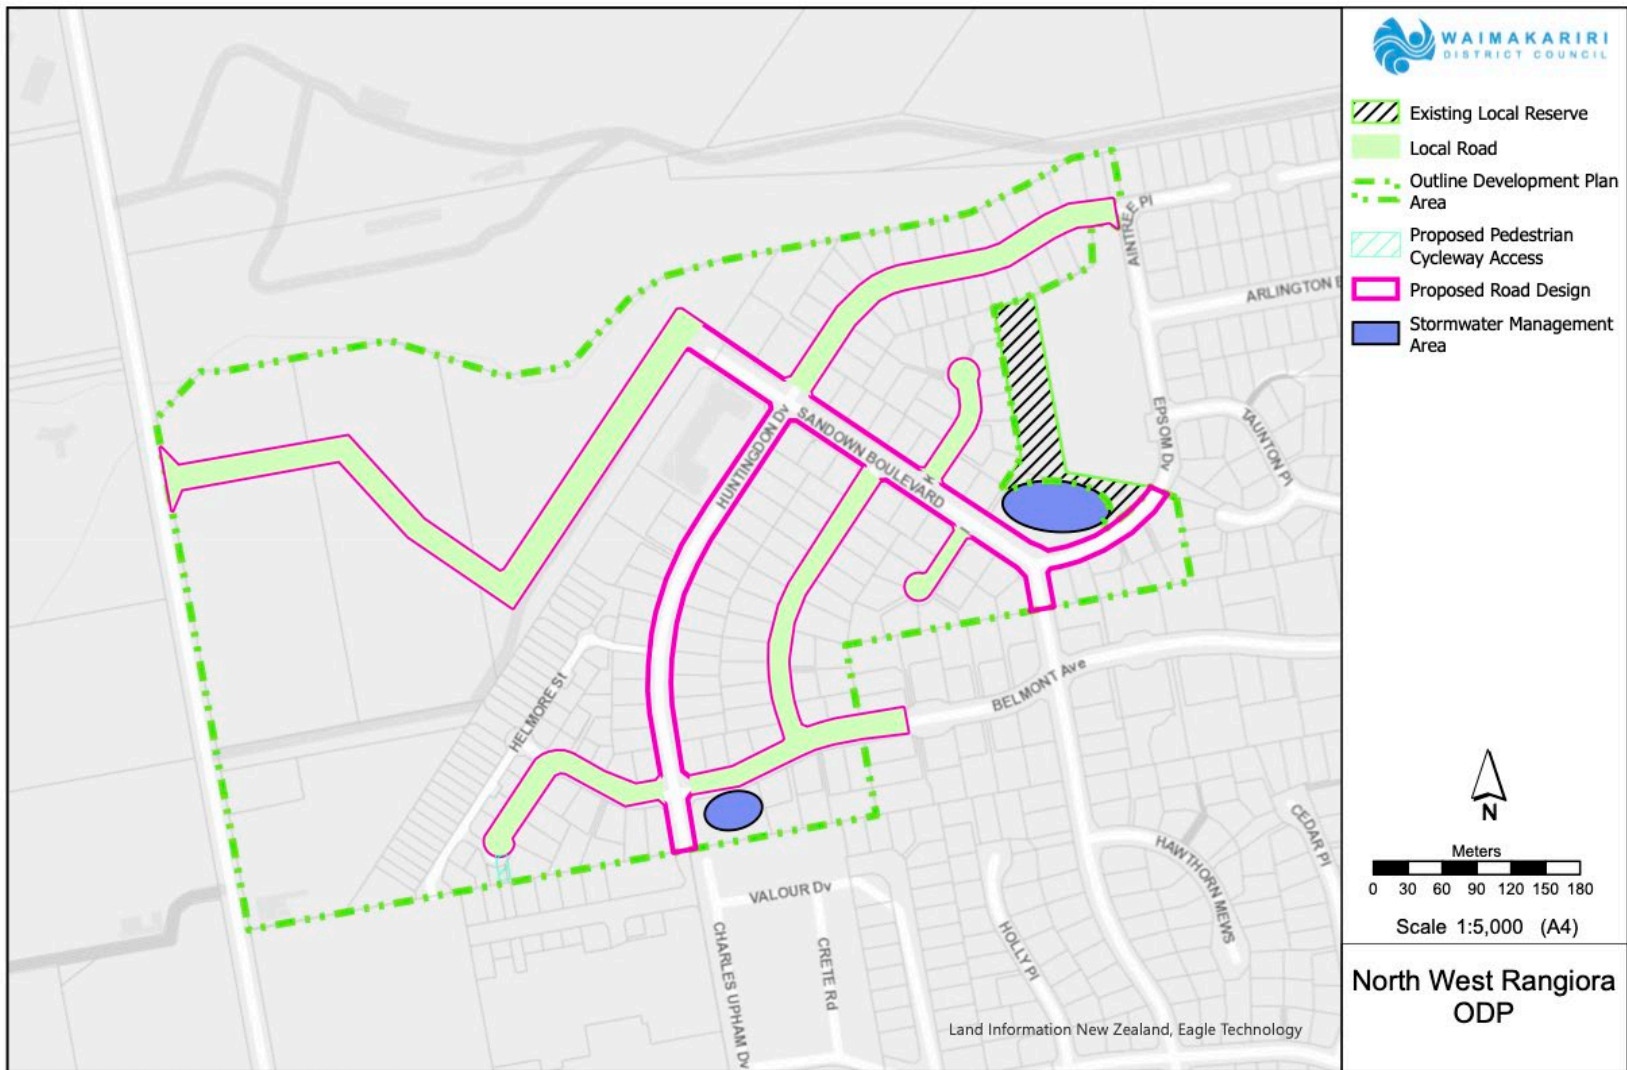 WAIMAKARIRI
DISTRICT COUNCIL
Existing Local Reserve
Local Road
Outline Development Plan
Area
Proposed Pedestrian
Cycleway Access
Proposed Road Design
Stormwater Management
Area
AINTREE Pl
ARLINGTON B
EPSOM Dv
TAUNTON Pl
HUNTINGDON Dv
SANDOWN BOULEVARD
HELMORE St
BELMONT Ave
CEDAR Pl
HAWTHORN MEWS
VALOUR Dv
HOLLY Pl
CHARLES UPHAM Dv
CRETE Rd
Land Information New Zealand, Eagle Technology
N
Meters
0 30 60 90 120 150 180
Scale 1:5,000 (A4)
North West Rangiora
ODP